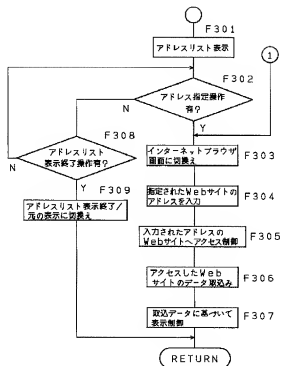 F301
アドレスリスト表示
1
F302
アドレス指定操作
有?
N
Y
F308
アドレスリスト
表示終了操作有?
N
Y
F303
インターネットブラウザ
画面に切換え
F309
アドレスリスト表示終了/
元の表示に切換え
F304
指定されたWebサイトの
アドレスを入力
F305
入力されたアドレスの
Webサイトへアクセス制御
F306
アクセスしたWeb
サイトのデータ取込み
F307
取込データに基づいて
表示制御
RETURN